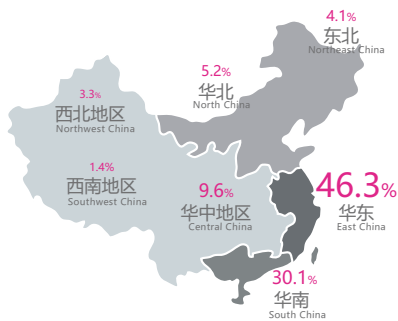 4.1%
东北
Northeast China
5.2%
华北
North China
3.3%
西北地区
Northwest China
1.4%
西南地区
Southwest China
9.6%
华中地区
Central China
46.3%
华东
East China
30.1%
华南
South China